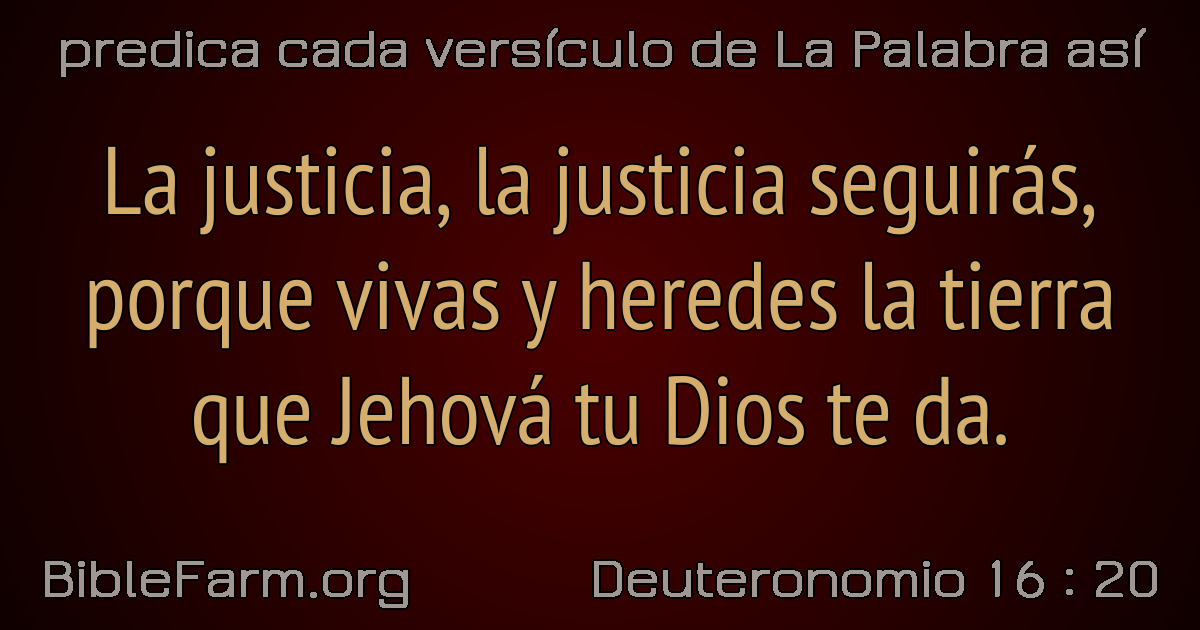 predica cada versículo de La Palabra así
La justicia, la justicia seguirás,
porque vivas y heredes la tierra
que Jehová tu Dios te da.
BibleFarm.org
Deuteronomio 16 : 20